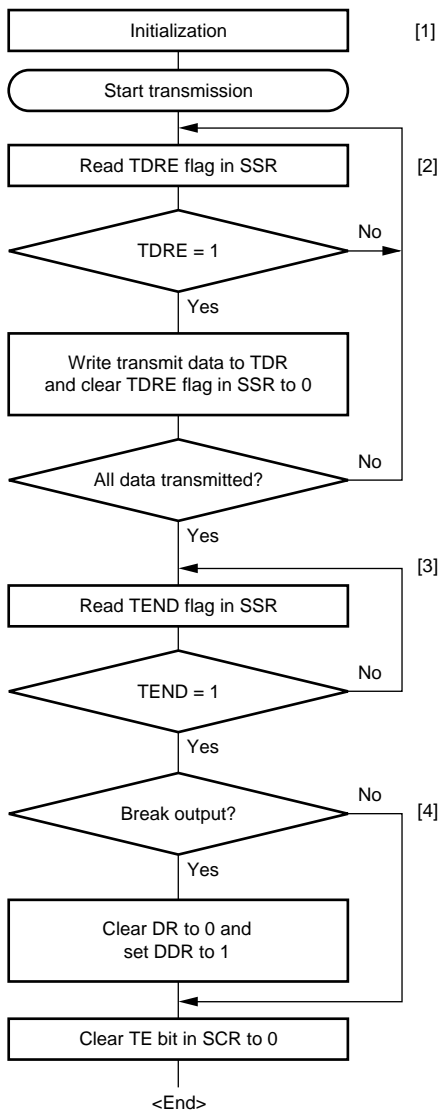 Initialization
[1]
Start transmission
Read TDRE flag in SSR
[2]
TDRE = 1
No
Yes
Write transmit data to TDR
and clear TDRE flag in SSR to 0
All data transmitted?
No
Yes
[3]
Read TEND flag in SSR
TEND = 1
No
Yes
Break output?
No
[4]
Yes
Clear DR to 0 and
set DDR to 1
Clear TE bit in SCR to 0
<End>